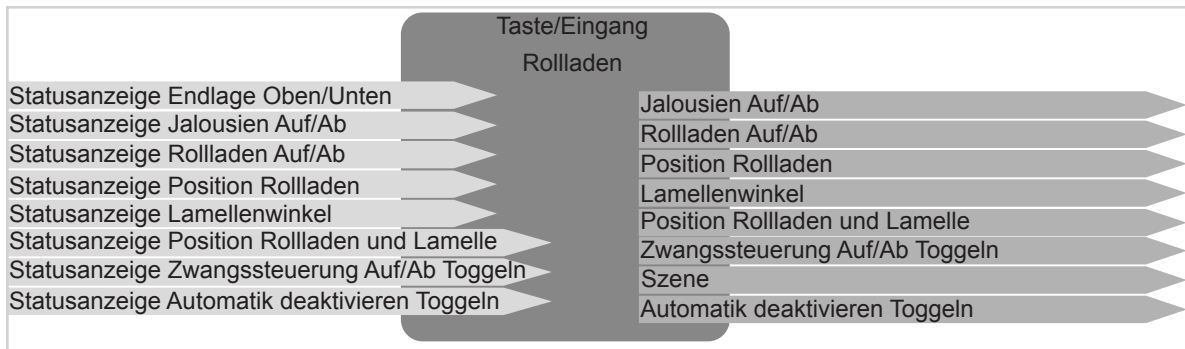 Taste/Eingang
Rollladen
Statusanzeige Endlage Oben/Unten
Statusanzeige Jalousien Auf/Ab
Statusanzeige Rollladen Auf/Ab
Statusanzeige Position Rollladen
Statusanzeige Lamellenwinkel
Statusanzeige Position Rollladen und Lamelle
Statusanzeige Zwangssteuerung Auf/Ab Toggeln
Statusanzeige Automatik deaktivieren Toggeln
Jalousien Auf/Ab
Rollladen Auf/Ab
Position Rollladen
Lamellenwinkel
Position Rollladen und Lamelle
Zwangssteuerung Auf/Ab Toggeln
Szene
Automatik deaktivieren Toggeln